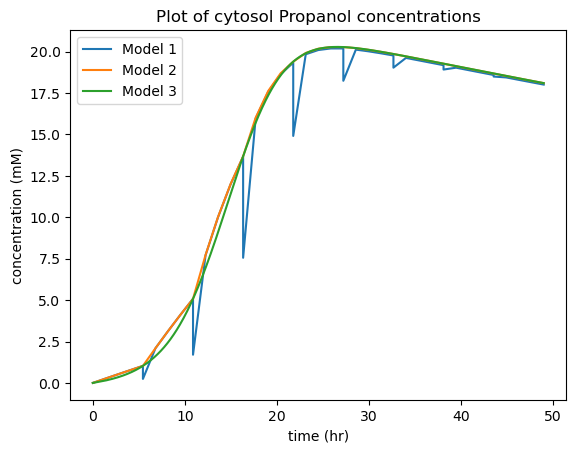 Plot of cytosol Propanol concentrations
Model 1
Model 2
Model 3
concentration (mM)
20.0
17.5
15.0
12.5
10.0
7.5
5.0
2.5
0.0
0 10 20 30 40 50
time (hr)